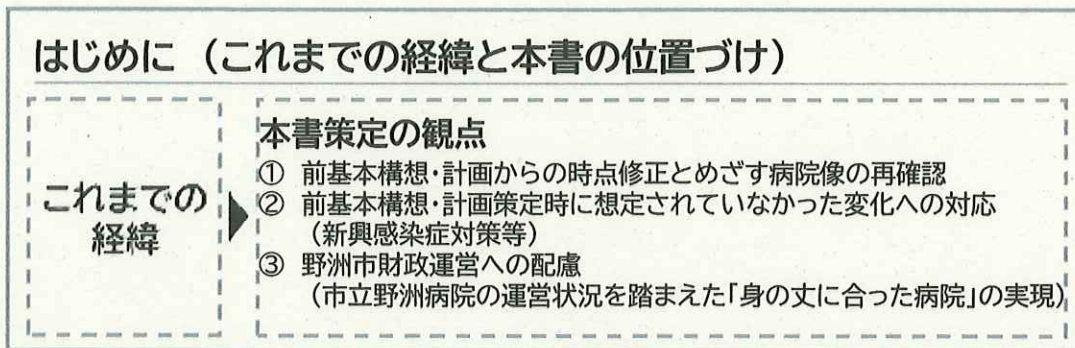 はじめに（これまでの経緯と本書の位置づけ）
これまでの
経緯
本書策定の観点
① 前基本構想・計画からの時点修正とめざす病院像の再確認
② 前基本構想・計画策定時に想定されていなかった変化への対応
（新興感染症対策等）
③ 野洲市財政運営への配慮
（市立野洲病院の運営状況を踏まえた「身の丈に合った病院」の実現）